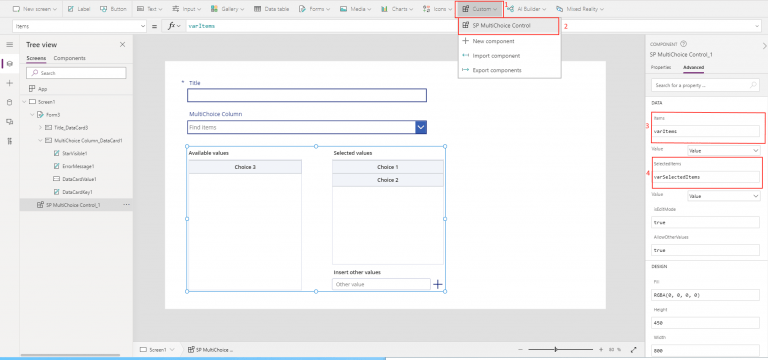 New screen Label Button Text Input Gallery Data table Forms Media Charts Icons Custom AI Builder Mixed Reality
1
Items = fx varItems
SP MultiChoice Control 2
New component
Import component
Export components
Tree view
Screens Components
Search
App
Screen1
Form3
Title_DataCard3
MultiChoice Column_DataCard1
StarVisible1
ErrorMessage1
DataCardValue1
DataCardKey1
SP MultiChoice Control_1 ...
* Title
MultiChoice Column
Find items
Available values Selected values
Choice 3 Choice 1
Choice 2
Insert other values
Other value
COMPONENT
SP MultiChoice Control_1
Properties Advanced
Search for a property ...
DATA
Items
3 varItems
Value Value
SelectedItems
4 varSelectedItems
Value Value
IsEditMode
true
AllowOtherValues
true
DESIGN
Fill
RGBA(0, 0, 0, 0)
Height
450
Width
800
Screen1 SP MultiChoice ... 80 %